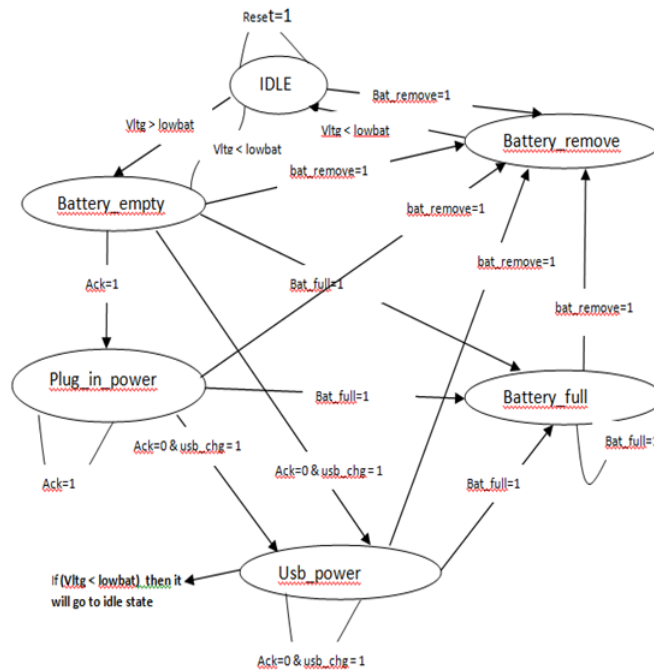 Reset=1
IDLE
Bat_remove=1
Vltg > lowbat
Vltg < lowbat
Vltg < lowbat
Battery_remove
bat_remove=1
Battery_empty
bat_remove=1
bat_remove=1
Ack=1
Bat_full=1
bat_remove=1
Plug_in_power
Bat_full=1
Battery_full
Ack=0 & usb_chg = 1
Bat_full=1
Ack=1
Ack=0 & usb_chg = 1
Bat_full=1
If (Vltg < lowbat) then it
will go to idle state
Usb_power
Ack=0 & usb_chg = 1